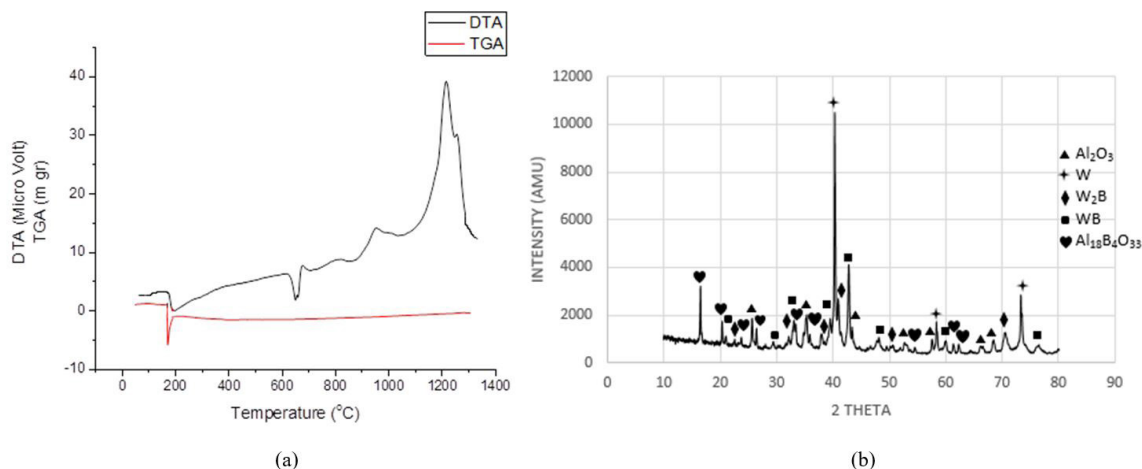 DTA
TGA
40
30
20
10
0
-10
DTA (Micro Volt)
TGA (m gr)
0
200
400
600
800
1000
1200
1400
Temperature (°C)
(a)
12000
10000
8000
6000
4000
2000
0
INTENSITY (AMU)
0
10
20
30
40
50
60
70
80
90
2 THETA
Al₂O₃
W
W₂B
WB
Al₁₈B₄O₃₃
(b)